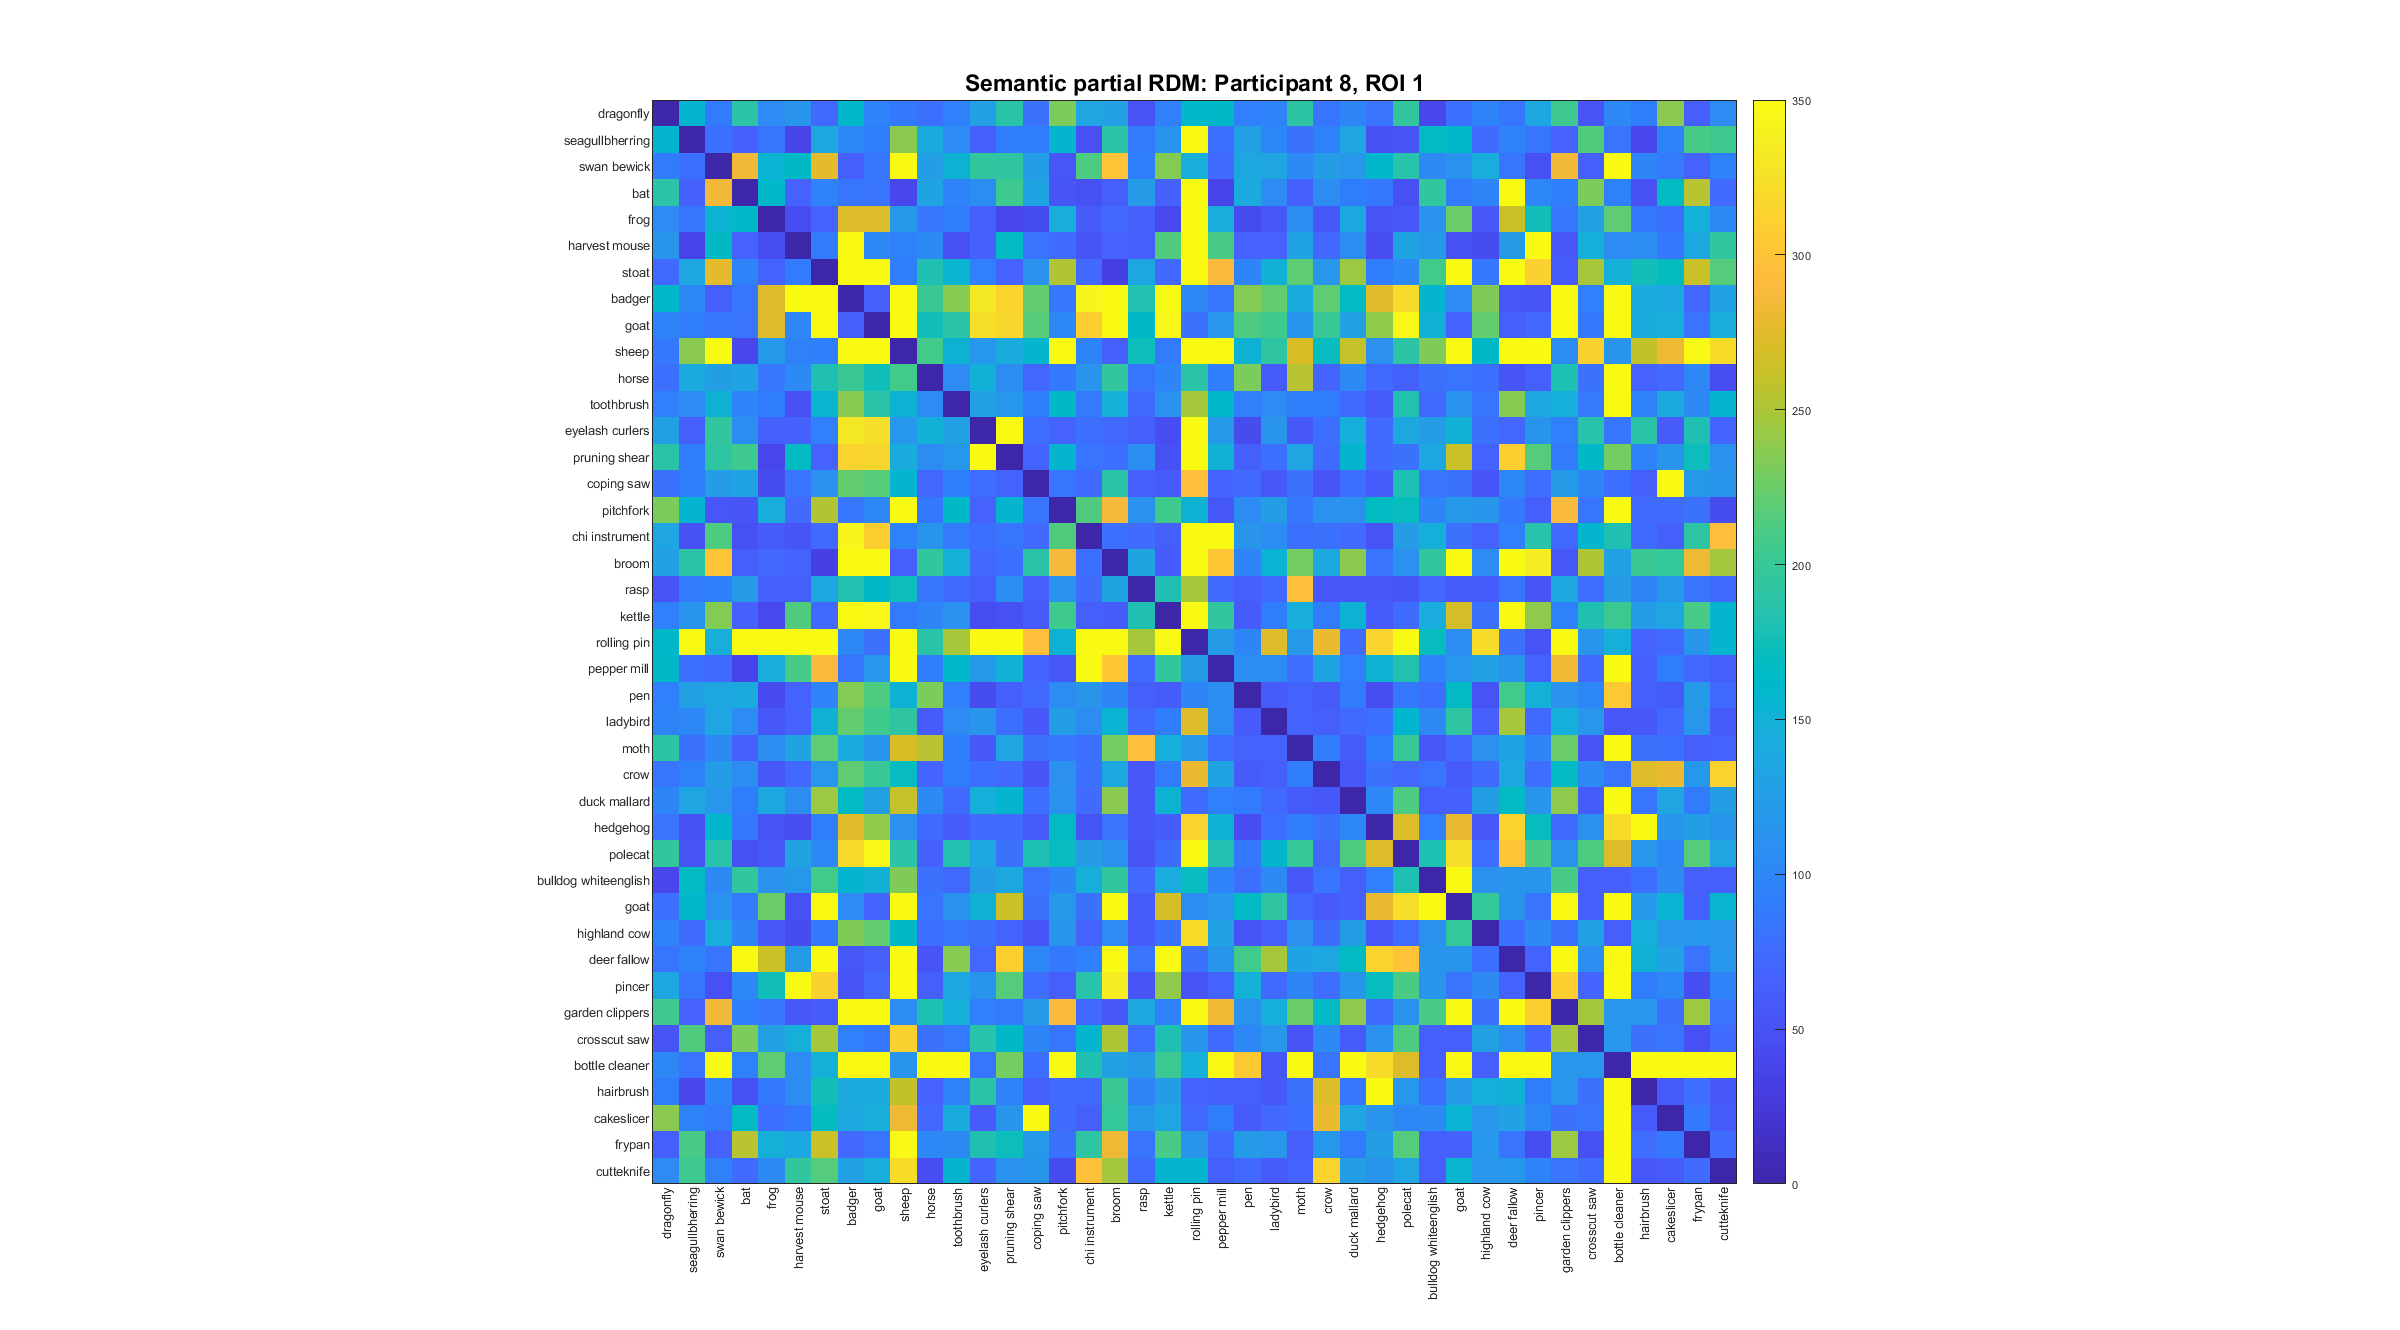 Semantic partial RDM: Participant 8, ROI 1
dragonfly
seagullbherring
swan bewick
bat
frog
harvest mouse
stoat
badger
goat
sheep
horse
toothbrush
eyelash curlers
pruning shear
coping saw
pitchfork
chi instrument
broom
rasp
kettle
rolling pin
pepper mill
pen
ladybird
moth
crow
duck mallard
hedgehog
polecat
bulldog whiteenglish
goat
highland cow
deer fallow
pincer
garden clippers
crosscut saw
bottle cleaner
hairbrush
cakeslicer
frypan
cutteknife
dragonfly
seagullbherring
swan bewick
bat
frog
harvest mouse
stoat
badger
goat
sheep
horse
toothbrush
eyelash curlers
pruning shear
coping saw
pitchfork
chi instrument
broom
rasp
kettle
rolling pin
pepper mill
pen
ladybird
moth
crow
duck mallard
hedgehog
polecat
bulldog whiteenglish
goat
highland cow
deer fallow
pincer
garden clippers
crosscut saw
bottle cleaner
hairbrush
cakeslicer
frypan
cutteknife
350
300
250
200
150
100
50
0